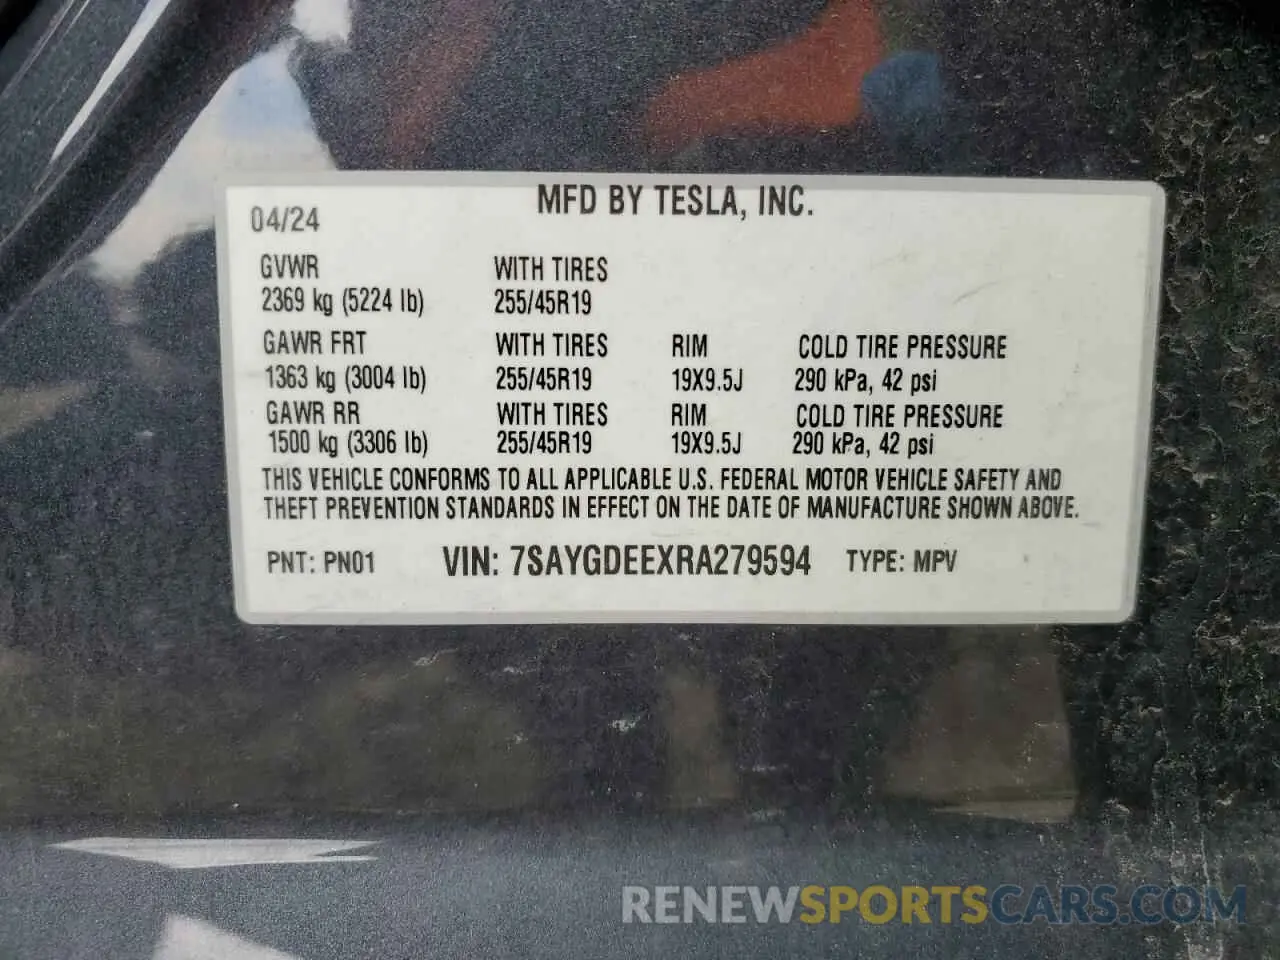 MFD BY TESLA, INC.
04/24
GVWR WITH TIRES
2369 kg (5224 lb) 255/45R19
GAWR FRT WITH TIRES RIM COLD TIRE PRESSURE
1363 kg (3004 lb) 255/45R19 19X9.5J 290 kPa, 42 psi
GAWR RR WITH TIRES RIM COLD TIRE PRESSURE
1500 kg (3306 lb) 255/45R19 19X9.5J 290 kPa, 42 psi
THIS VEHICLE CONFORMS TO ALL APPLICABLE U.S. FEDERAL MOTOR VEHICLE SAFETY AND
THEFT PREVENTION STANDARDS IN EFFECT ON THE DATE OF MANUFACTURE SHOWN ABOVE.
PNT: PN01 VIN: 7SAYGDEEXRA279594 TYPE: MPV
RENEWSPORTSCARS.COM